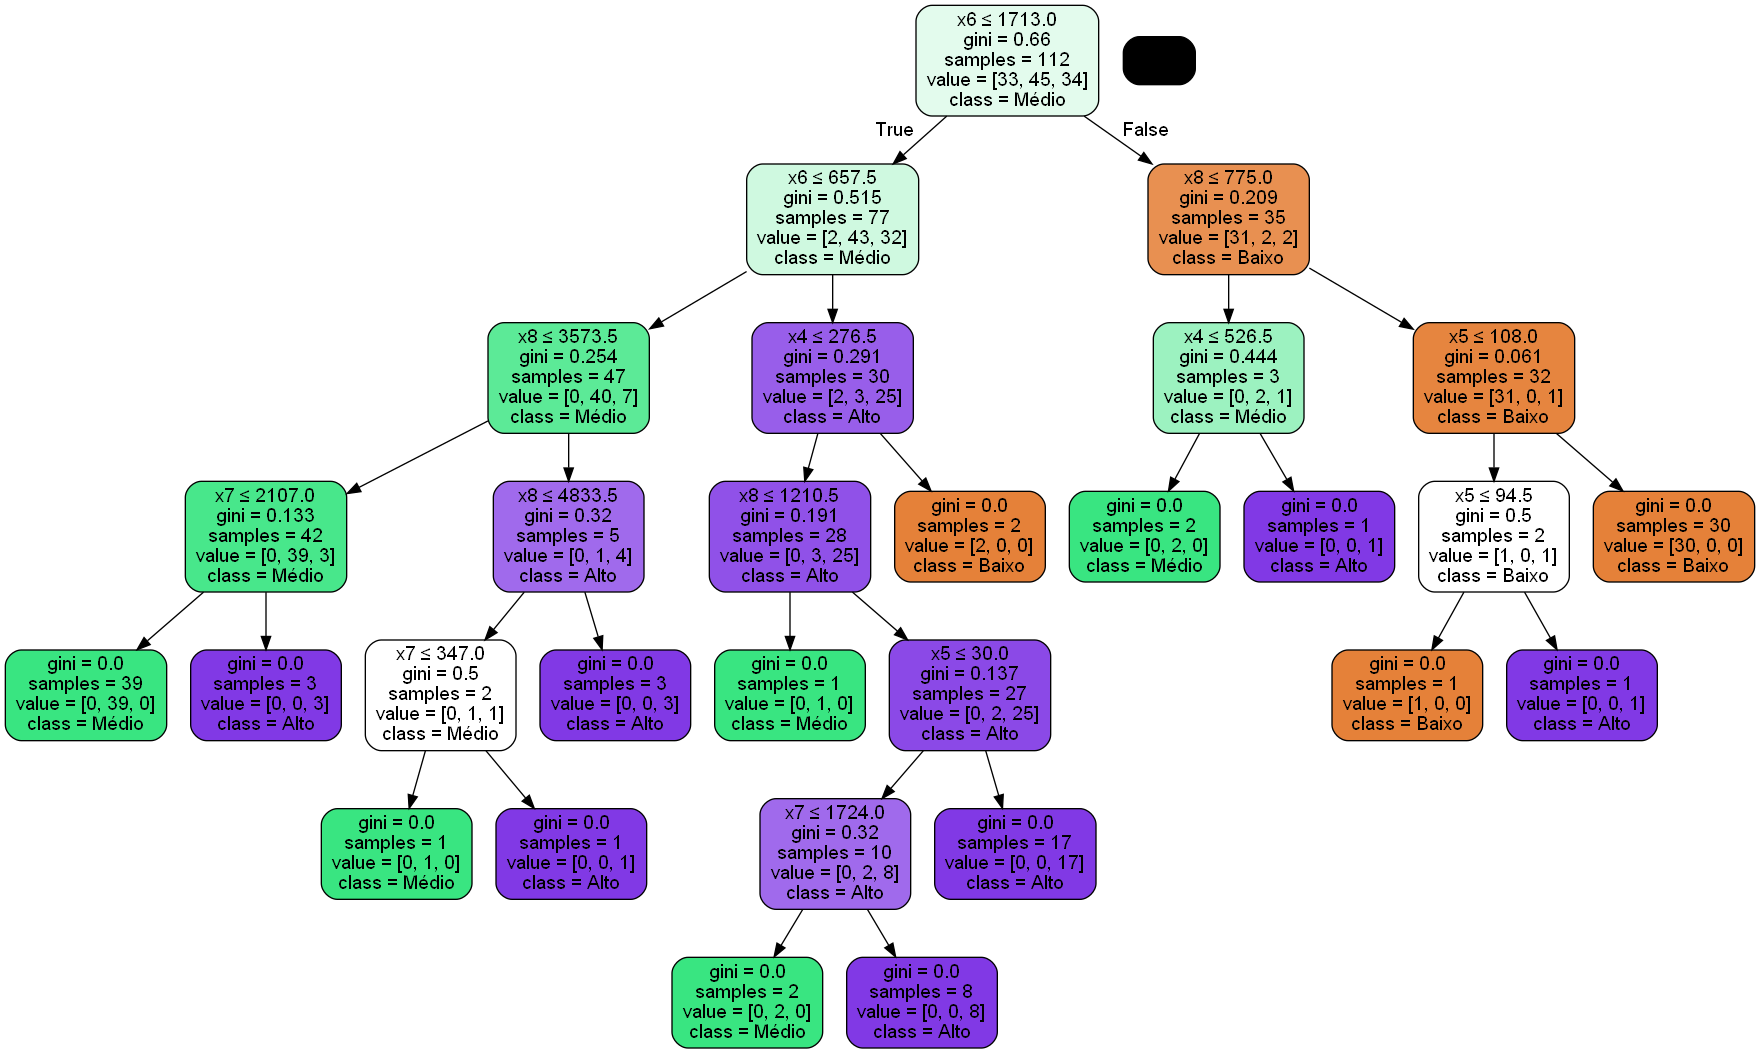 x6 ≤ 1713.0
gini = 0.66
samples = 112
value = [33, 45, 34]
class = Médio
True
False
x6 ≤ 657.5
gini = 0.515
samples = 77
value = [2, 43, 32]
class = Médio
x8 ≤ 775.0
gini = 0.209
samples = 35
value = [31, 2, 2]
class = Baixo
x8 ≤ 3573.5
gini = 0.254
samples = 47
value = [0, 40, 7]
class = Médio
x4 ≤ 276.5
gini = 0.291
samples = 30
value = [2, 3, 25]
class = Alto
x4 ≤ 526.5
gini = 0.444
samples = 3
value = [0, 2, 1]
class = Médio
x5 ≤ 108.0
gini = 0.061
samples = 32
value = [31, 0, 1]
class = Baixo
x7 ≤ 2107.0
gini = 0.133
samples = 42
value = [0, 39, 3]
class = Médio
x8 ≤ 4833.5
gini = 0.32
samples = 5
value = [0, 1, 4]
class = Alto
x8 ≤ 1210.5
gini = 0.191
samples = 28
value = [0, 3, 25]
class = Alto
gini = 0.0
samples = 2
value = [2, 0, 0]
class = Baixo
gini = 0.0
samples = 2
value = [0, 2, 0]
class = Médio
gini = 0.0
samples = 1
value = [0, 0, 1]
class = Alto
x5 ≤ 94.5
gini = 0.5
samples = 2
value = [1, 0, 1]
class = Baixo
gini = 0.0
samples = 30
value = [30, 0, 0]
class = Baixo
gini = 0.0
samples = 39
value = [0, 39, 0]
class = Médio
gini = 0.0
samples = 3
value = [0, 0, 3]
class = Alto
x7 ≤ 347.0
gini = 0.5
samples = 2
value = [0, 1, 1]
class = Médio
gini = 0.0
samples = 3
value = [0, 0, 3]
class = Alto
gini = 0.0
samples = 1
value = [0, 1, 0]
class = Médio
x5 ≤ 30.0
gini = 0.137
samples = 27
value = [0, 2, 25]
class = Alto
gini = 0.0
samples = 1
value = [1, 0, 0]
class = Baixo
gini = 0.0
samples = 1
value = [0, 0, 1]
class = Alto
gini = 0.0
samples = 1
value = [0, 1, 0]
class = Médio
gini = 0.0
samples = 1
value = [0, 0, 1]
class = Alto
x7 ≤ 1724.0
gini = 0.32
samples = 10
value = [0, 2, 8]
class = Alto
gini = 0.0
samples = 17
value = [0, 0, 17]
class = Alto
gini = 0.0
samples = 2
value = [0, 2, 0]
class = Médio
gini = 0.0
samples = 8
value = [0, 0, 8]
class = Alto